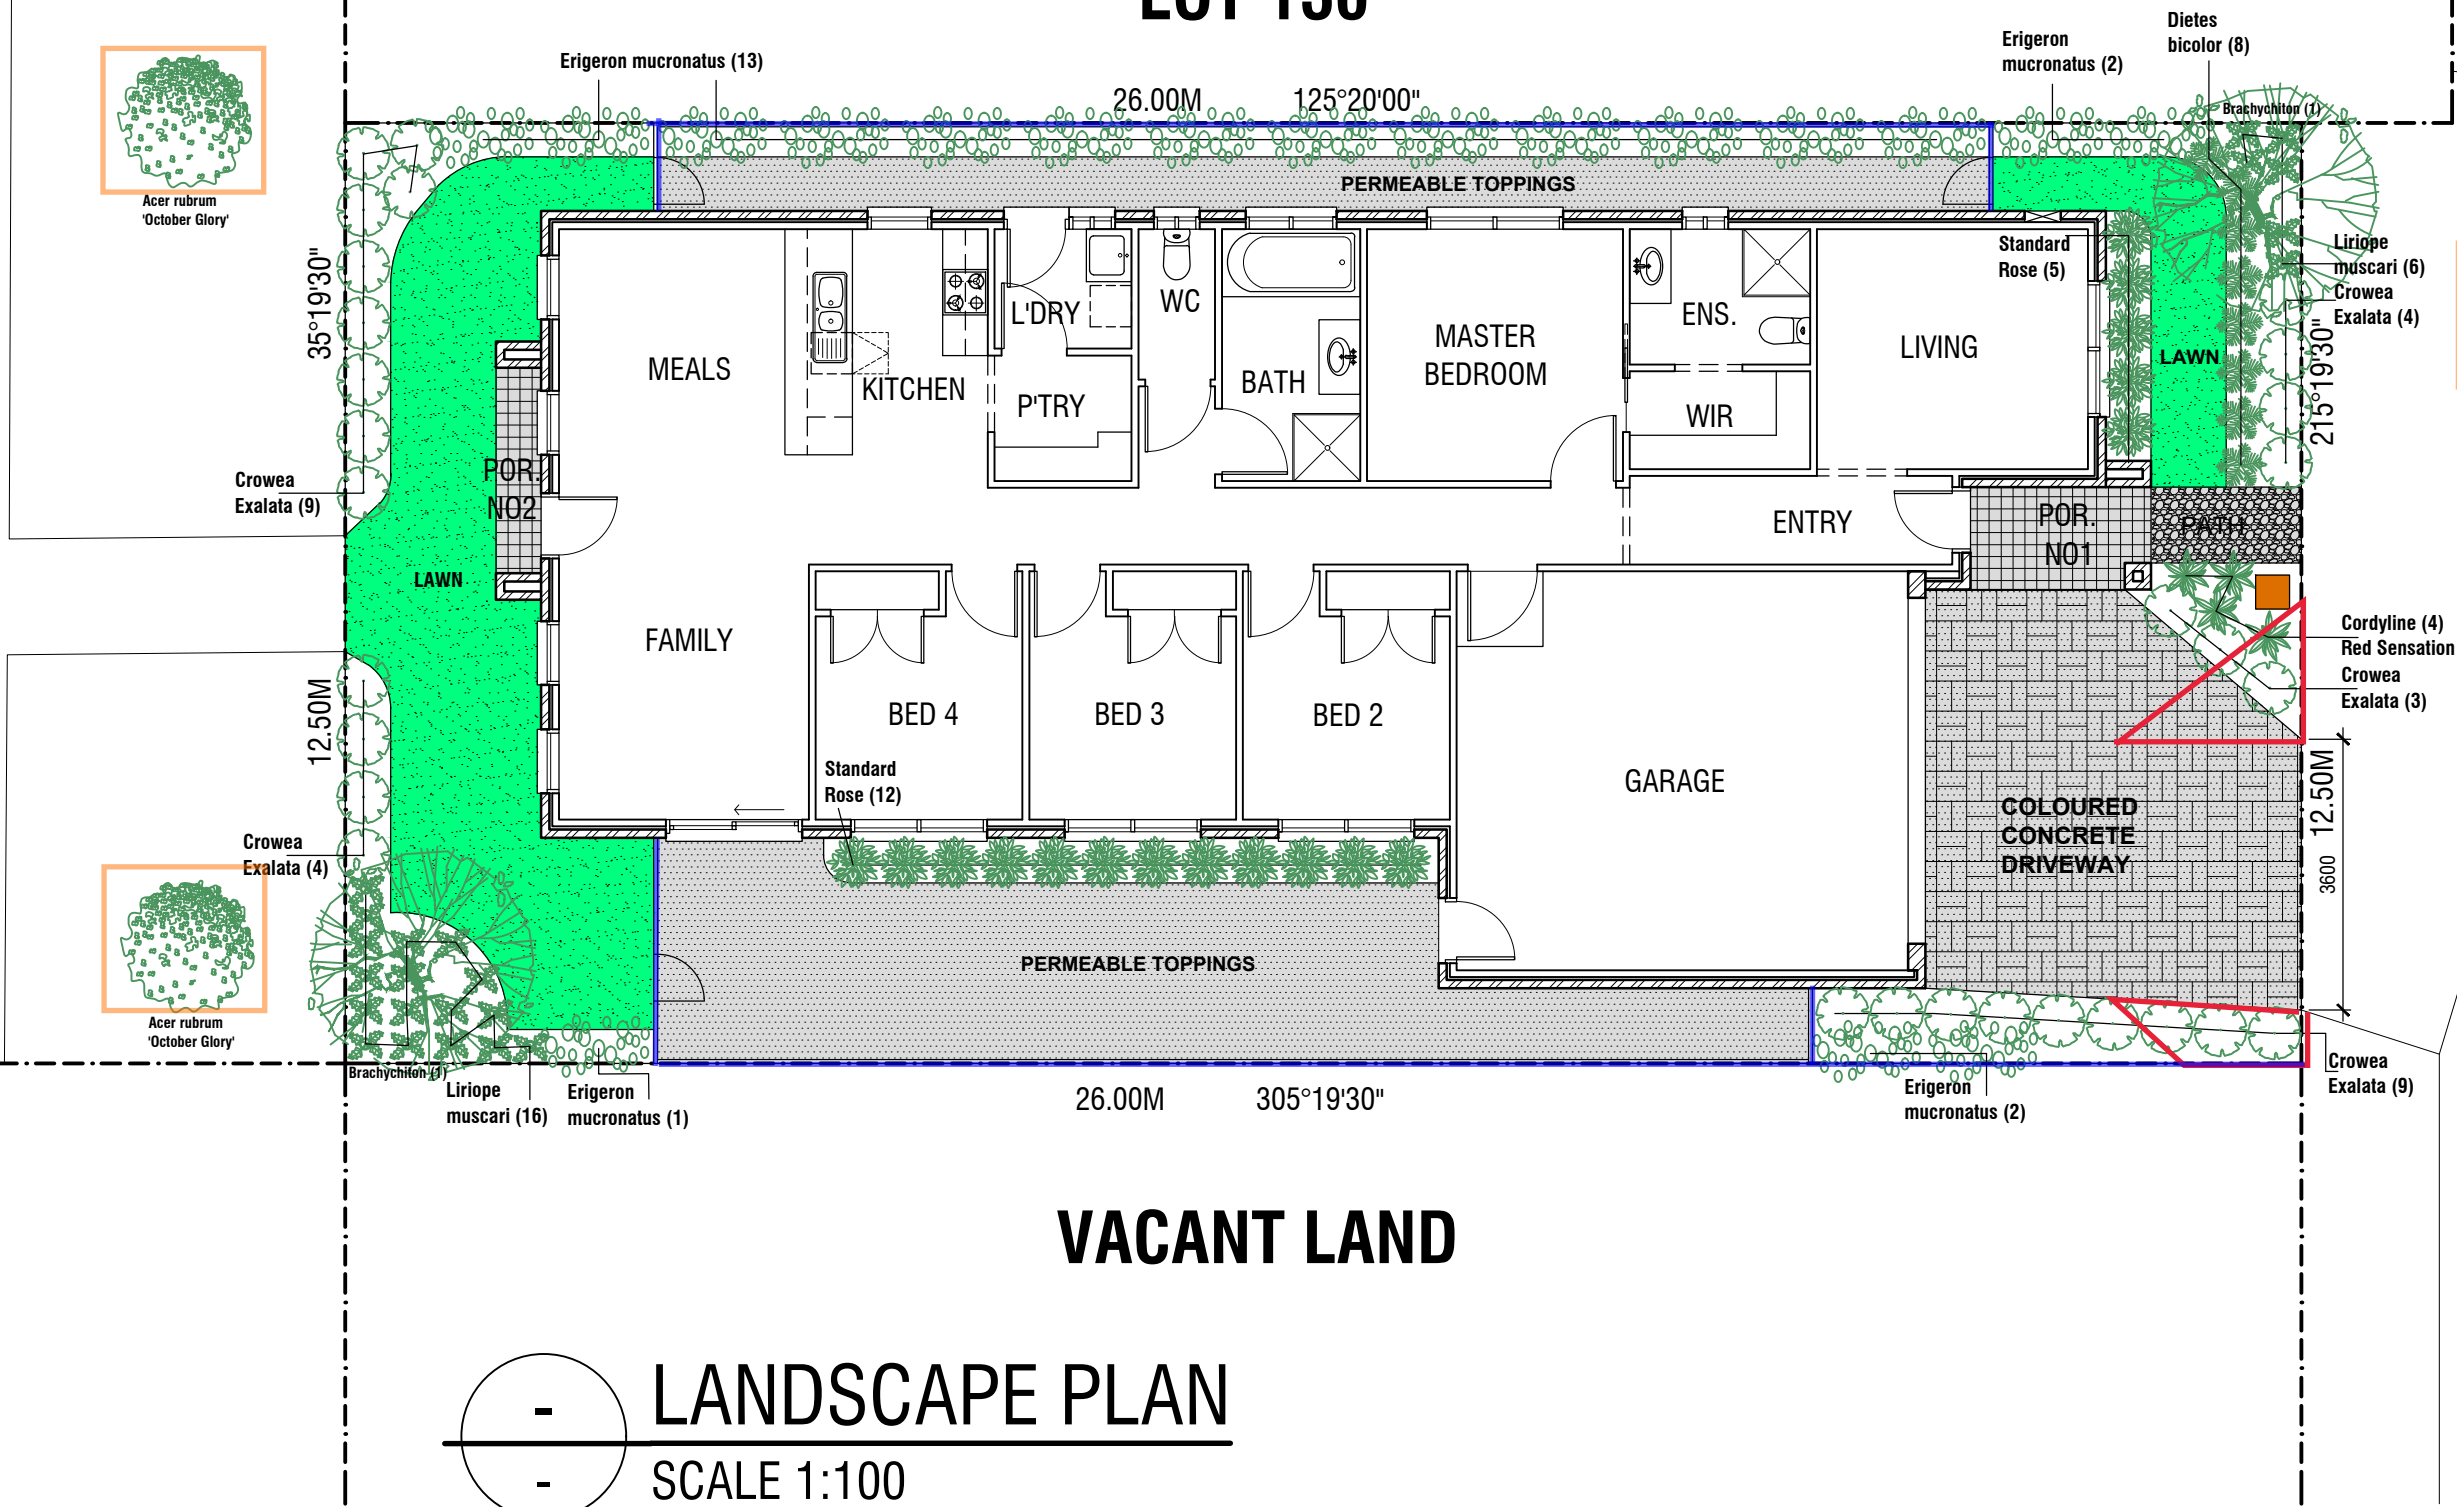 LOT 130
Dietes
bicolor (8)
Erigeron
mucronatus (2)
Erigeron mucronatus (13)
26.00M 125°20'00"
Brachychiton (1)
Acer rubrum
'October Glory'
PERMEABLE TOPPINGS
Standard
Rose (5)
Liriope
muscari (6)
Crowea
Exalata (4)
35°19'30"
215°19'30"
L'DRY
WC
ENS.
MASTER
BEDROOM
LIVING
LAWN
MEALS
KITCHEN
BATH
P'TRY
WIR
POR.
NO2
Crowea
Exalata (9)
ENTRY
POR.
NO1
PATH
LAWN
FAMILY
Cordyline (4)
Red Sensation
Crowea
Exalata (3)
12.50M
BED 4
BED 3
BED 2
Standard
Rose (12)
GARAGE
COLOURED
CONCRETE
DRIVEWAY
12.50M
3600
Crowea
Exalata (4)
PERMEABLE TOPPINGS
Acer rubrum
'October Glory'
Brachychiton (1)
Liriope
muscari (16)
Erigeron
mucronatus (1)
26.00M 305°19'30"
Erigeron
mucronatus (2)
Crowea
Exalata (9)
VACANT LAND
-
LANDSCAPE PLAN
-
SCALE 1:100